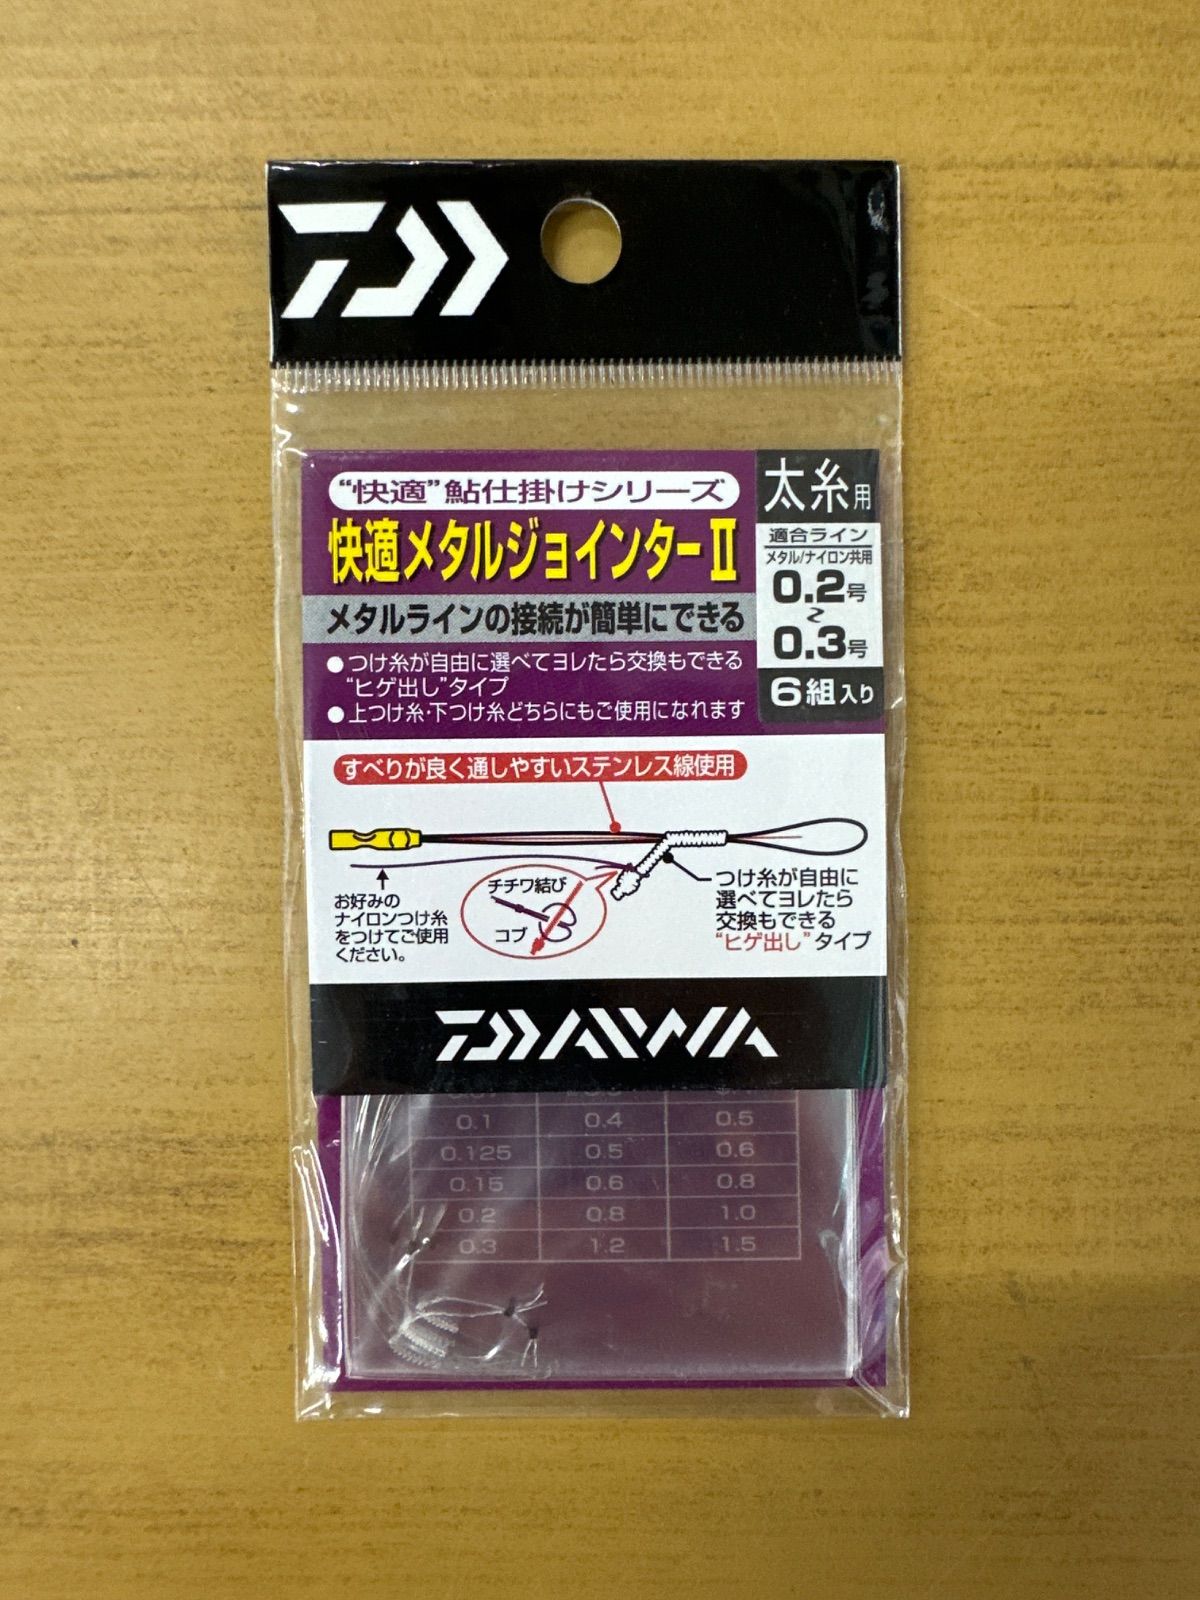 “快適”鮎仕掛けシリーズ
快適メタルジョインターⅡ
メタルラインの接続が簡単にできる
●つけ糸が自由に選べてヨレたら交換もできる
“ヒゲ出し”タイプ
●上つけ糸・下つけ糸どちらにもご使用になれます
太糸用
適合ライン
メタル/ナイロン共用
0.2号
〜
0.3号
6組入り
すべりが良く通しやすいステンレス線使用
お好みの
ナイロンつけ糸
をつけてご使用
ください。
チチワ結び
コブ
つけ糸が自由に
選べてヨレたら
交換もできる
“ヒゲ出し”タイプ
DAIWA
0.1 0.4 0.5
0.125 0.5 0.6
0.15 0.6 0.8
0.2 0.8 1.0
0.3 1.2 1.5